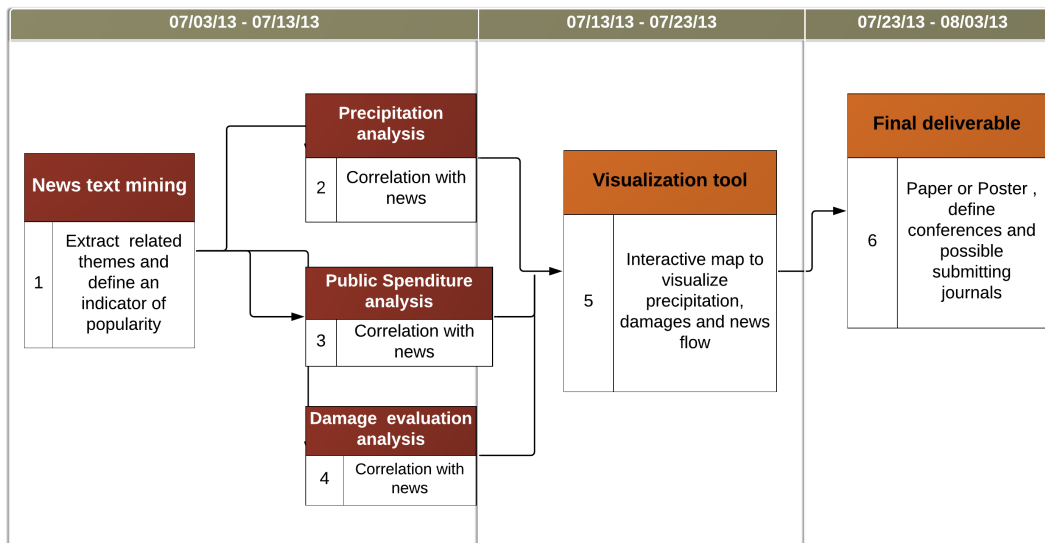 07/03/13 - 07/13/13
07/13/13 - 07/23/13
07/23/13 - 08/03/13
News text mining
1
Extract related
themes and
define an
indicator of
popularity
Precipitation
analysis
2
Correlation with
news
Public Spenditure
analysis
3
Correlation with
news
Damage evaluation
analysis
4
Correlation with
news
Visualization tool
5
Interactive map to
visualize
precipitation,
damages and news
flow
Final deliverable
6
Paper or Poster ,
define
conferences and
possible
submitting
journals